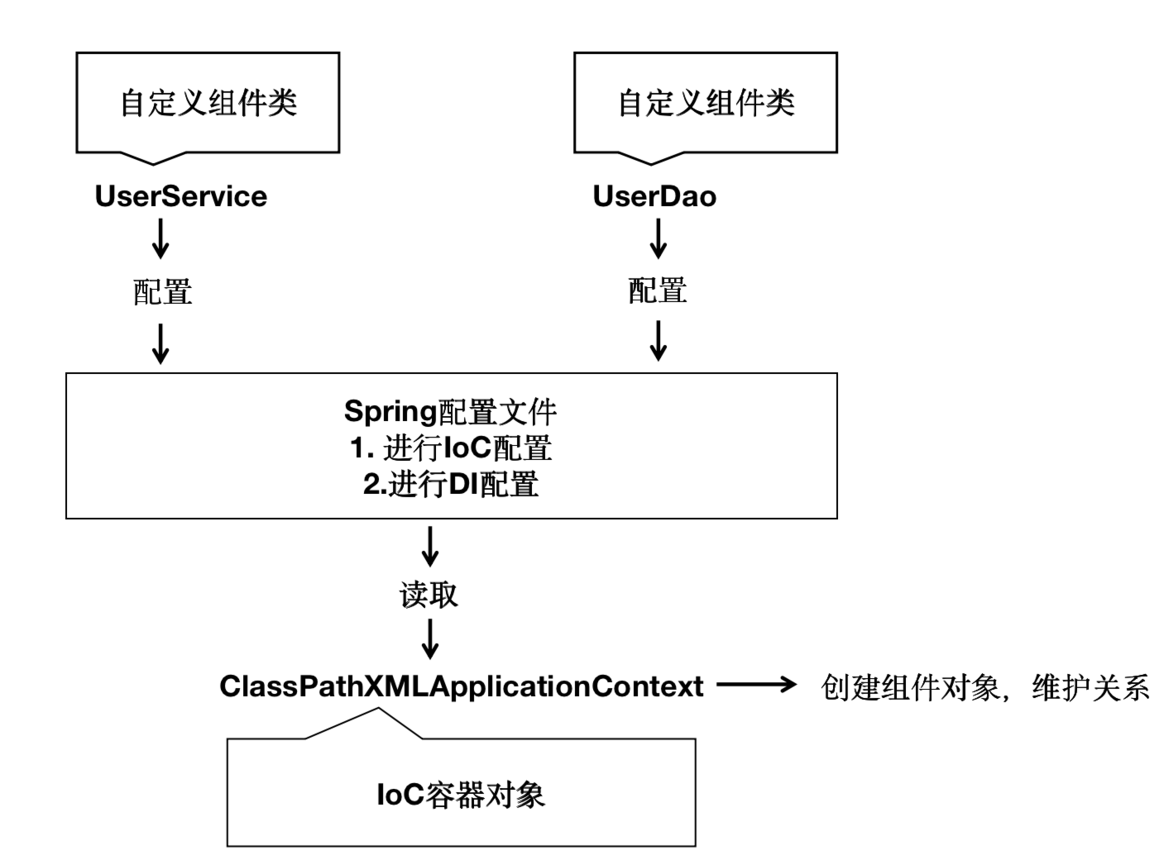 自定义组件类
自定义组件类
UserService
UserDao
配置
配置
Spring配置文件
1. 进行IoC配置
2.进行DI配置
读取
ClassPathXMLApplicationContext
创建组件对象，维护关系
IoC容器对象